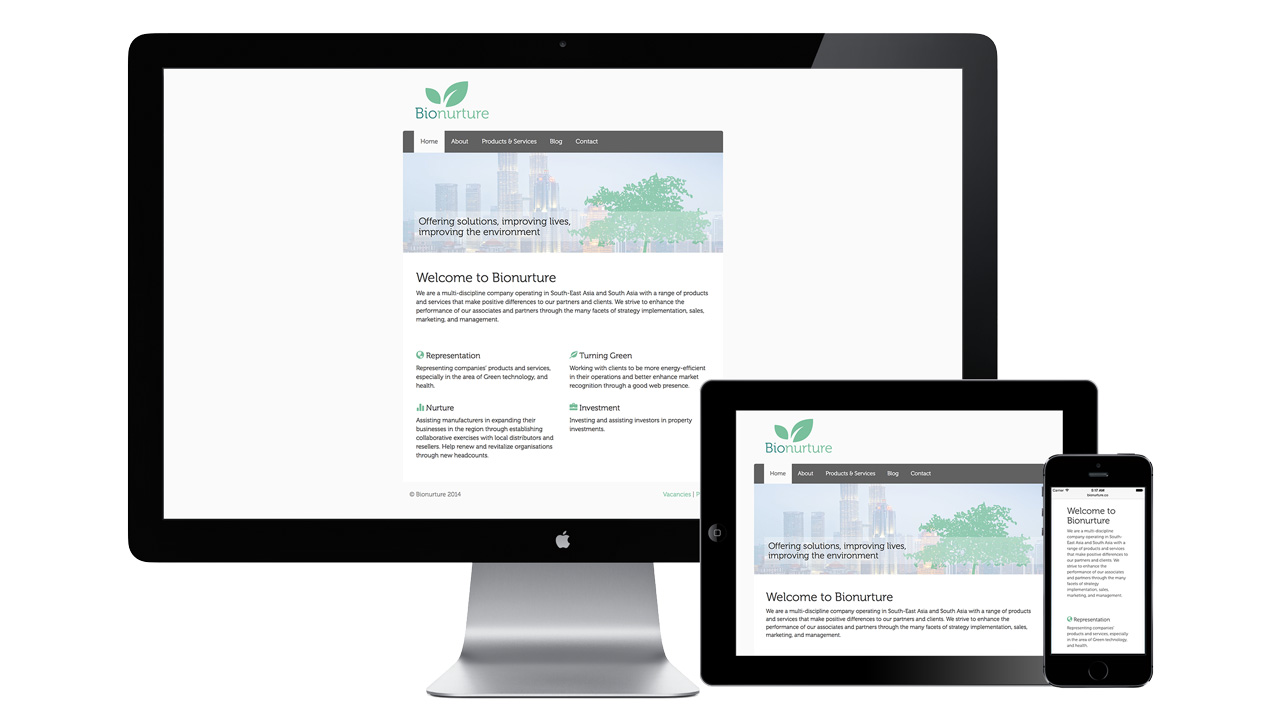 Bionurture
Home About Products & Services Blog Contact
Offering solutions, improving lives,
improving the environment
Welcome to Bionurture
We are a multi-discipline company operating in South-East Asia and South Asia with a range of products
and services that make positive differences to our partners and clients. We strive to enhance the
performance of our associates and partners through the many facets of strategy implementation, sales,
marketing, and management.
Representation
Representing companies' products and services,
especially in the area of Green technology, and
health.
Turning Green
Working with clients to be more energy-efficient
in their operations and better enhance market
recognition through a good web presence.
Nurture
Assisting manufacturers in expanding their
businesses in the region through establishing
collaborative exercises with local distributors and
resellers. Help renew and revitalize organisations
through new headcounts.
Investment
Investing and assisting investors in property
investments.
© Bionurture 2014
Vacancies | P
Bionurture
Home About Products & Services Blog Contact
Offering solutions, improving lives,
improving the environment
Welcome to Bionurture
We are a multi-discipline company operating in South-East Asia and South Asia with a range of products
and services that make positive differences to our partners and clients. We strive to enhance the
performance of our associates and partners through the many facets of strategy implementation, sales,
marketing, and management.
Carrier 5:17 AM
bionurture.co
Welcome to
Bionurture
We are a multi-discipline
company operating in South-
East Asia and South Asia with a
range of products and services
that make positive differences
to our partners and clients. We
strive to enhance the
performance of our associates
and partners through the many
facets of strategy
implementation, sales,
marketing, and management.
Representation
Representing companies'
products and services, especially
in the area of Green technology,
and health.